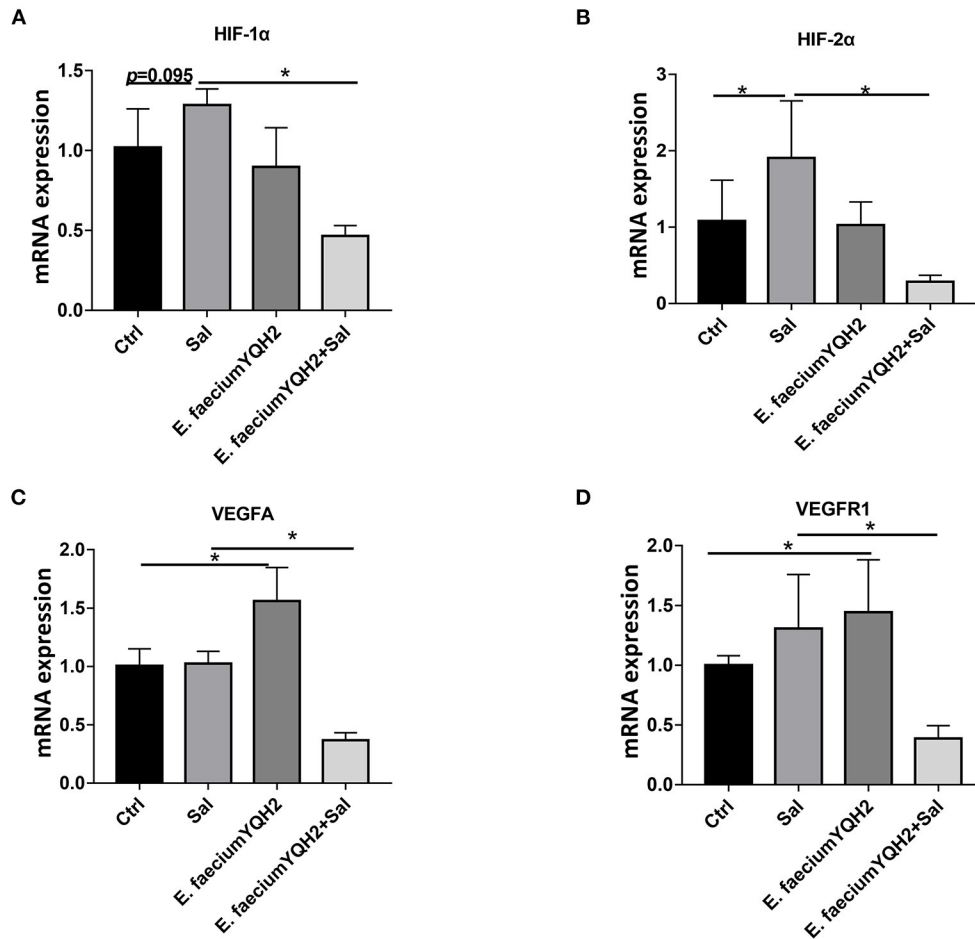 A
HIF-1α
mRNA expression
1.5
1.0
0.5
0.0
p=0.095
*
Ctrl
Sal
E. faeciumYQH2
E. faeciumYQH2+Sal
B
HIF-2α
mRNA expression
3
2
1
0
*
*
Ctrl
Sal
E. faeciumYQH2
E. faeciumYQH2+Sal
C
VEGFA
mRNA expression
2.0
1.5
1.0
0.5
0.0
*
*
Ctrl
Sal
E. faeciumYQH2
E. faeciumYQH2+Sal
D
VEGFR1
mRNA expression
2.0
1.5
1.0
0.5
0.0
*
*
Ctrl
Sal
E. faeciumYQH2
E. faeciumYQH2+Sal